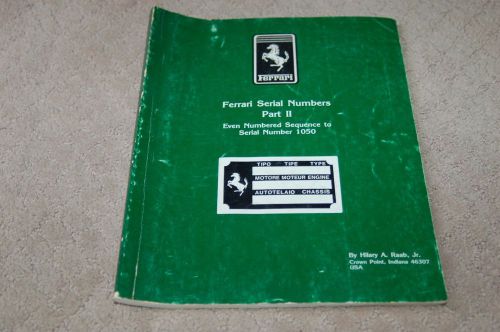 Ferrari
Ferrari Serial Numbers
Part II
Even Numbered Sequence to
Serial Number 1050
TIPO TIPE TYPE
MOTORE MOTEUR ENGINE
AUTOTELAIO CHASSIS
By Hilary A. Raab, Jr.
Crown Point, Indiana 46307
USA